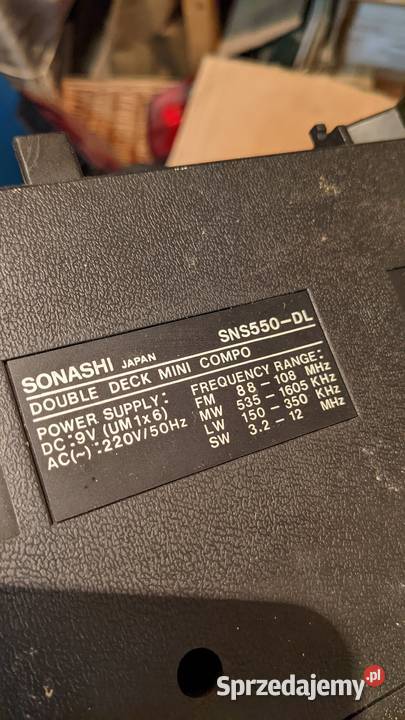 SNS550-DL
SONASHI JAPAN
DOUBLE DECK MINI COMPO
POWER SUPPLY:
DC:9V (UM1x6)
AC(~):220V/50Hz
FREQUENCY RANGE:
FM 88-108 MHz
MW 535-1605 KHz
LW 150-350 KHz
SW 3.2-12 MHz
Sprzedajemy.pl